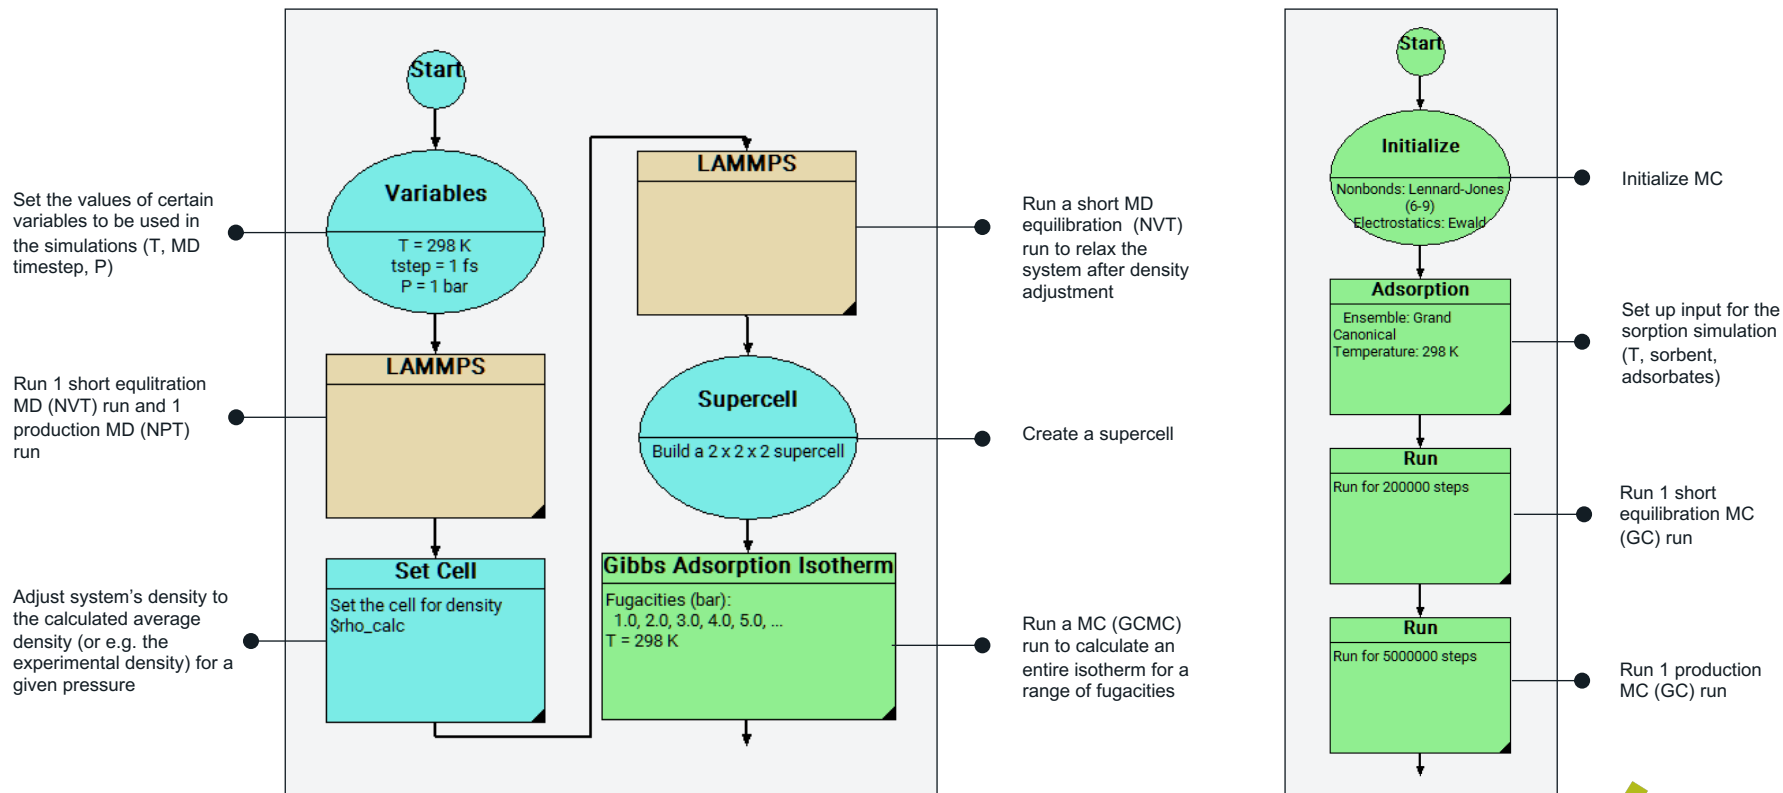 Start
Variables
T = 298 K
tstep = 1 fs
P = 1 bar
Set the values of certain
variables to be used in
the simulations (T, MD
timestep, P)
LAMMPS
Run 1 short equlitration
MD (NVT) run and 1
production MD (NPT)
run
Set Cell
Set the cell for density
$rho_calc
Adjust system's density to
the calculated average
density (or e.g. the
experimental density) for a
given pressure
LAMMPS
Run a short MD
equilibration (NVT)
run to relax the
system after density
adjustment
Supercell
Build a 2 x 2 x 2 supercell
Create a supercell
Gibbs Adsorption Isotherm
Fugacities (bar):
1.0, 2.0, 3.0, 4.0, 5.0, ...
T = 298 K
Run a MC (GCMC)
run to calculate an
entire isotherm for a
range of fugacities
Start
Initialize
Nonbonds: Lennard-Jones
(6-9)
Electrostatics: Ewald
Initialize MC
Adsorption
Ensemble: Grand
Canonical
Temperature: 298 K
Set up input for the
sorption simulation
(T, sorbent,
adsorbates)
Run
Run for 200000 steps
Run 1 short
equilibration MC
(GC) run
Run
Run for 5000000 steps
Run 1 production
MC (GC) run